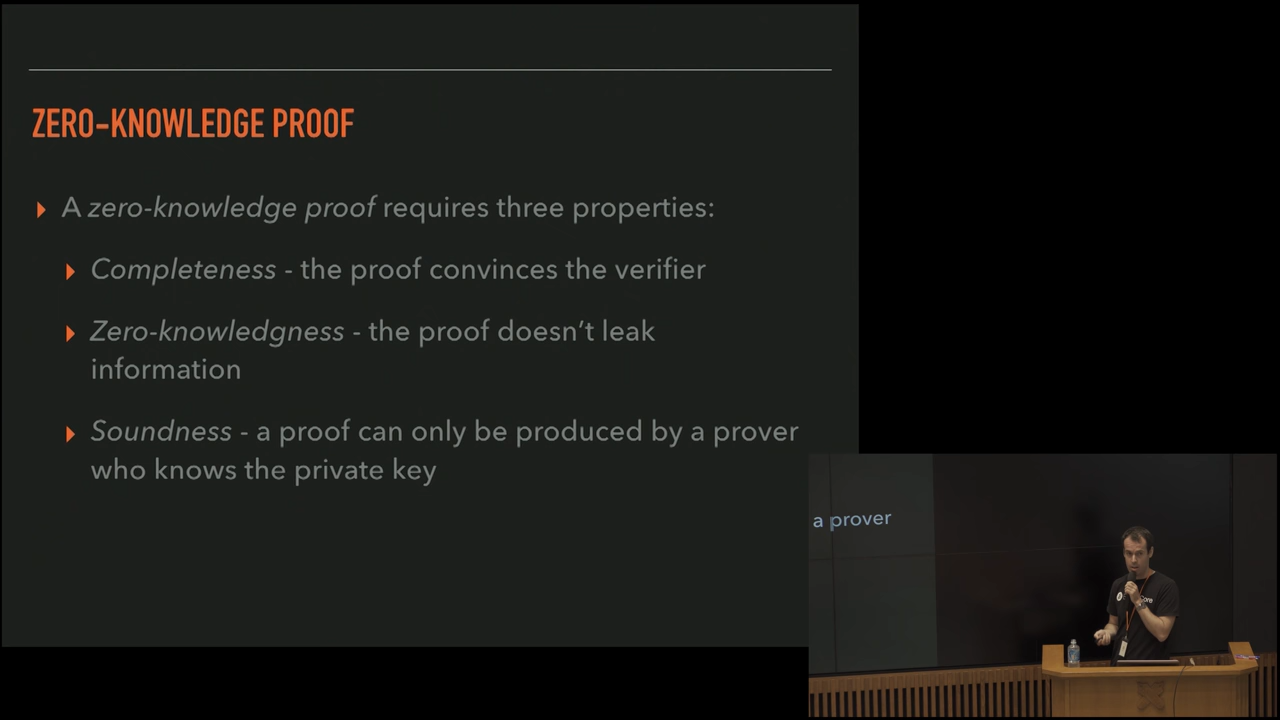 ZERO-KNOWLEDGE PROOF
A zero-knowledge proof requires three properties:
Completeness - the proof convinces the verifier
Zero-knowledgness - the proof doesn’t leak
information
Soundness - a proof can only be produced by a prover
who knows the private key
a prover